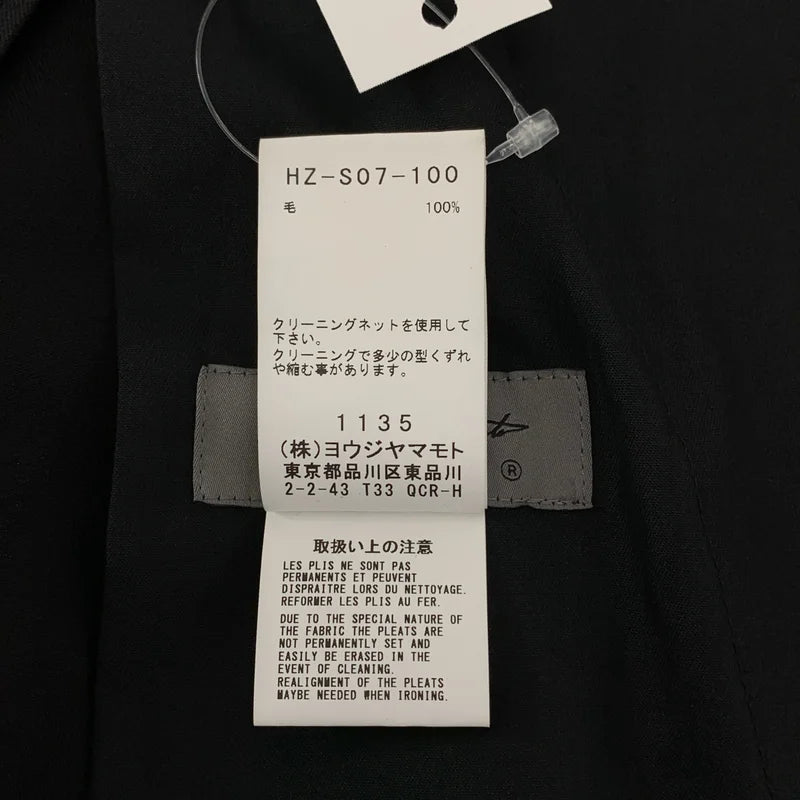 HZ-S07-100
毛 100%
クリーニングネットを使用して
下さい。
クリーニングで多少の型くずれ
や縮む事があります。
1135
(株)ヨウジヤマモト
東京都品川区東品川
2-2-43 T33 QCR-H
®
取扱い上の注意
LES PLIS NE SONT PAS
PERMANENTS ET PEUVENT
DISPRAITRE LORS DU NETTOYAGE.
REFORMER LES PLIS AU FER.
DUE TO THE SPECIAL NATURE OF
THE FABRIC THE PLEATS ARE
NOT PERMANENTLY SET AND
EASILY BE ERASED IN THE
EVENT OF CLEANING.
REALIGNMENT OF THE PLEATS
MAYBE NEEDED WHEN IRONING.